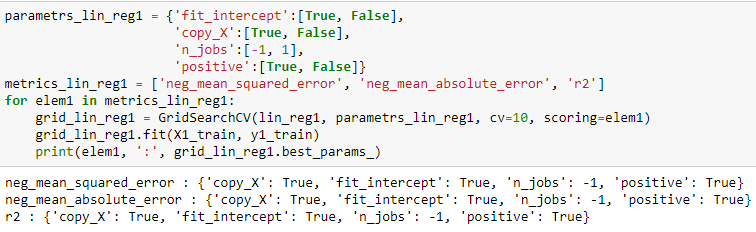 parametrs_lin_reg1 = {'fit_intercept':[True, False],
'copy_X':[True, False],
'n_jobs':[-1, 1],
'positive':[True, False]}
metrics_lin_reg1 = ['neg_mean_squared_error', 'neg_mean_absolute_error', 'r2']
for elem1 in metrics_lin_reg1:
grid_lin_reg1 = GridSearchCV(lin_reg1, parametrs_lin_reg1, cv=10, scoring=elem1)
grid_lin_reg1.fit(X1_train, y1_train)
print(elem1, ':', grid_lin_reg1.best_params_)
neg_mean_squared_error : {'copy_X': True, 'fit_intercept': True, 'n_jobs': -1, 'positive': True}
neg_mean_absolute_error : {'copy_X': True, 'fit_intercept': True, 'n_jobs': -1, 'positive': True}
r2 : {'copy_X': True, 'fit_intercept': True, 'n_jobs': -1, 'positive': True}